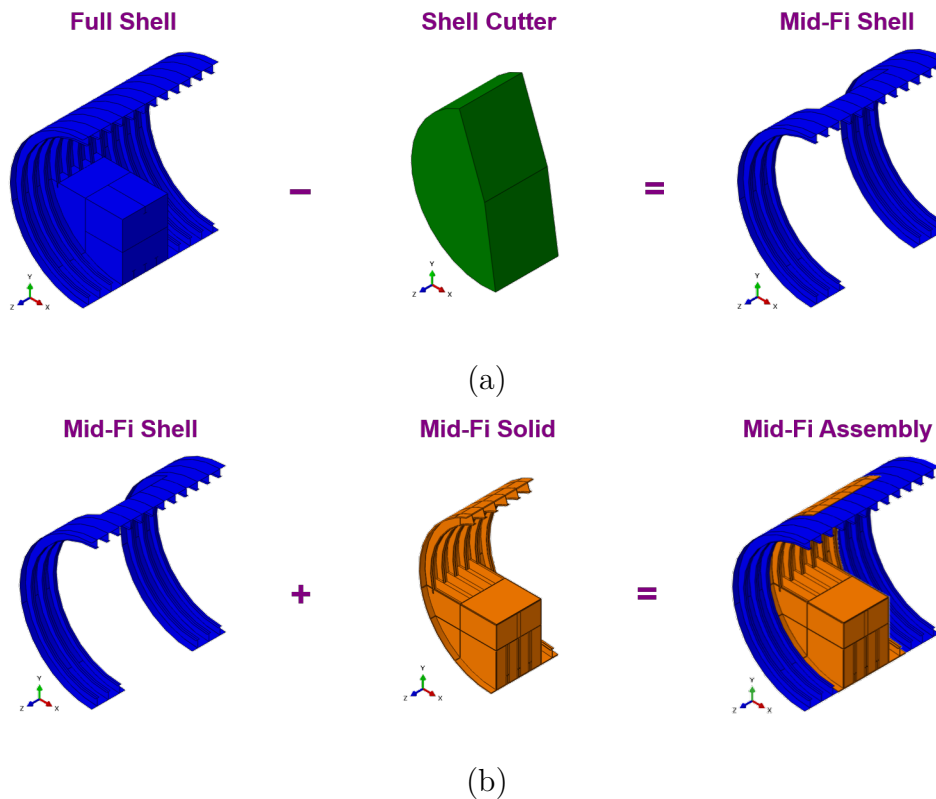 Full Shell Shell Cutter Mid-Fi Shell
– =
Y Y Y
Z X Z X Z X
(a)
Mid-Fi Shell Mid-Fi Solid Mid-Fi Assembly
+ =
Y Y Y
Z X Z X Z X
(b)